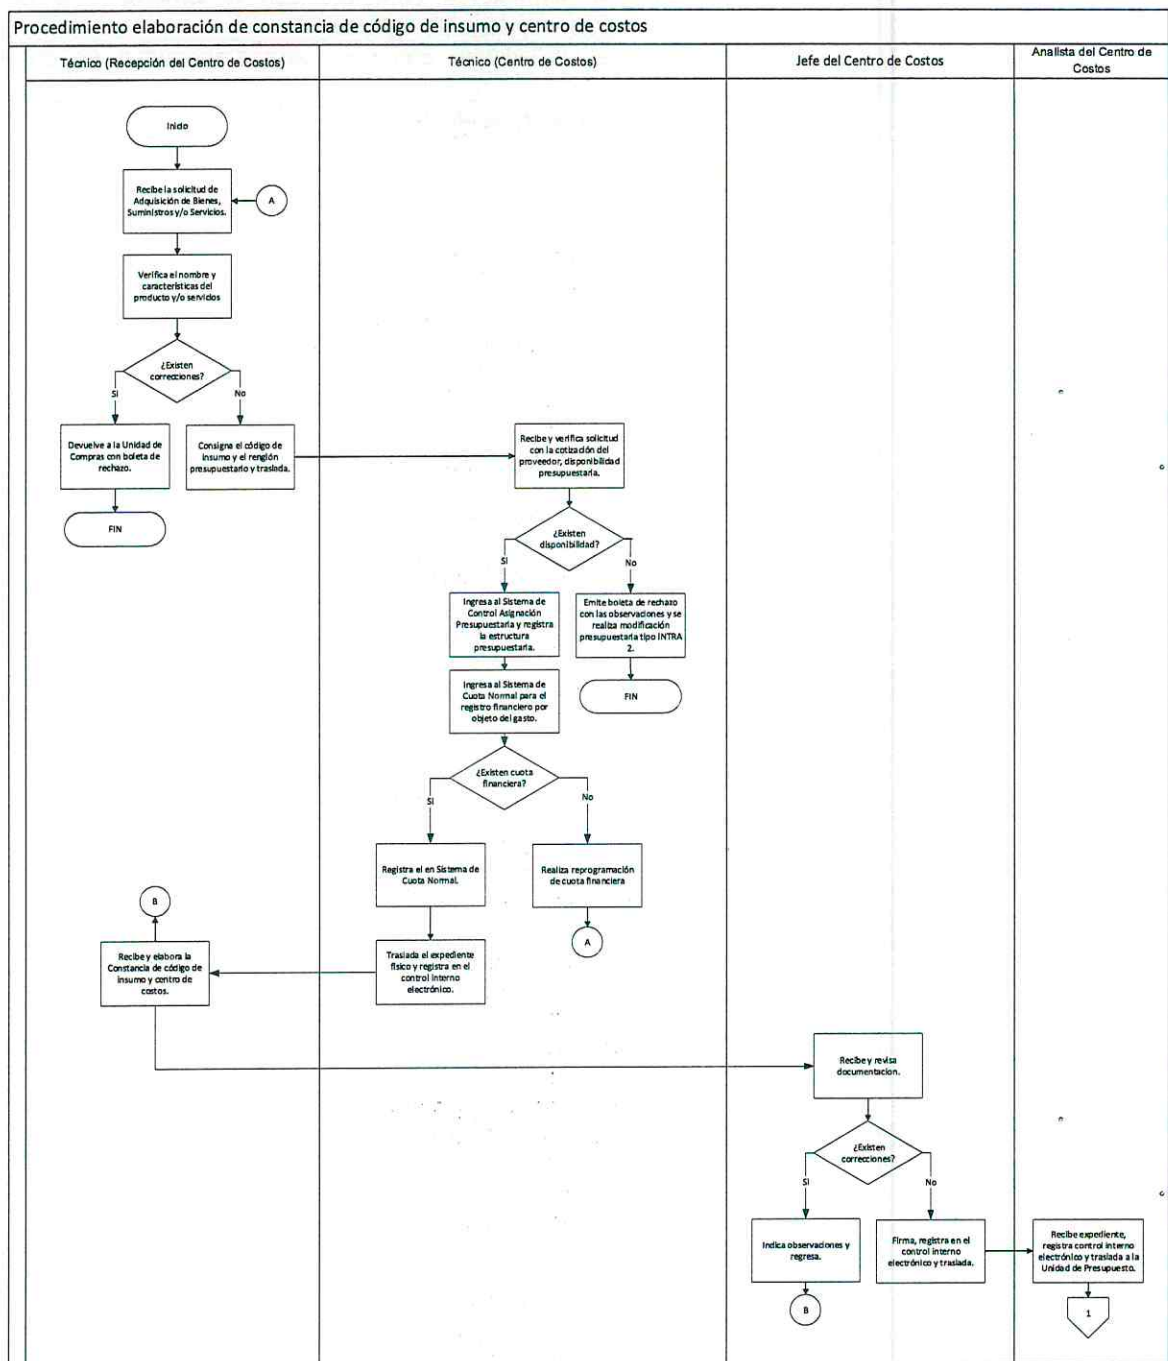 Procedimiento elaboración de constancia de código de insumo y centro de costos
Técnico (Recepción del Centro de Costos)
Técnico (Centro de Costos)
Jefe del Centro de Costos
Analista del Centro de
Costos
Inicio
Recibe la solicitud de
Adquisición de Bienes,
Suministros y/o Servicios.
A
Verifica el nombre y
características del
producto y/o servicios
¿Existen
correcciones?
Si
No
Devuelve a la Unidad de
Compras con boleta de
rechazo.
Consigna el código de
insumo y el renglón
presupuestario y traslada.
Recibe y verifica solicitud
con la cotización del
proveedor, disponibilidad
presupuestaria.
FIN
¿Existen
disponibilidad?
Si
No
Ingresa al Sistema de
Control Asignación
Presupuestaria y registra
la estructura
presupuestaria.
Emite boleta de rechazo
con las observaciones y se
realiza modificación
presupuestaria tipo INTRA
2.
Ingresa al Sistema de
Cuota Normal para el
registro financiero por
objeto del gasto.
FIN
¿Existen cuota
financiera?
Si
No
Registra el en Sistema de
Cuota Normal.
Realiza reprogramación
de cuota financiera
B
A
Recibe y elabora la
Constancia de código de
insumo y centro de
costos.
Traslada el expediente
físico y registra en el
control interno
electrónico.
Recibe y revisa
documentacion.
¿Existen
correcciones?
Si
No
Indica observaciones y
regresa.
Firma, registra en el
control interno
electrónico y traslada.
Recibe expediente,
registra control interno
electrónico y traslada a la
Unidad de Presupuesto.
B
1